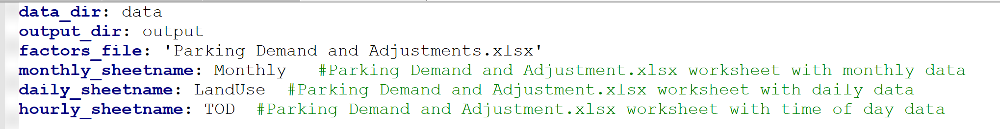 data_dir: data
output_dir: output
factors_file: 'Parking Demand and Adjustments.xlsx'
monthly_sheetname: Monthly   #Parking Demand and Adjustment.xlsx worksheet with monthly data
daily_sheetname: LandUse  #Parking Demand and Adjustment.xlsx worksheet with daily data
hourly_sheetname: TOD  #Parking Demand and Adjustment.xlsx worksheet with time of day data